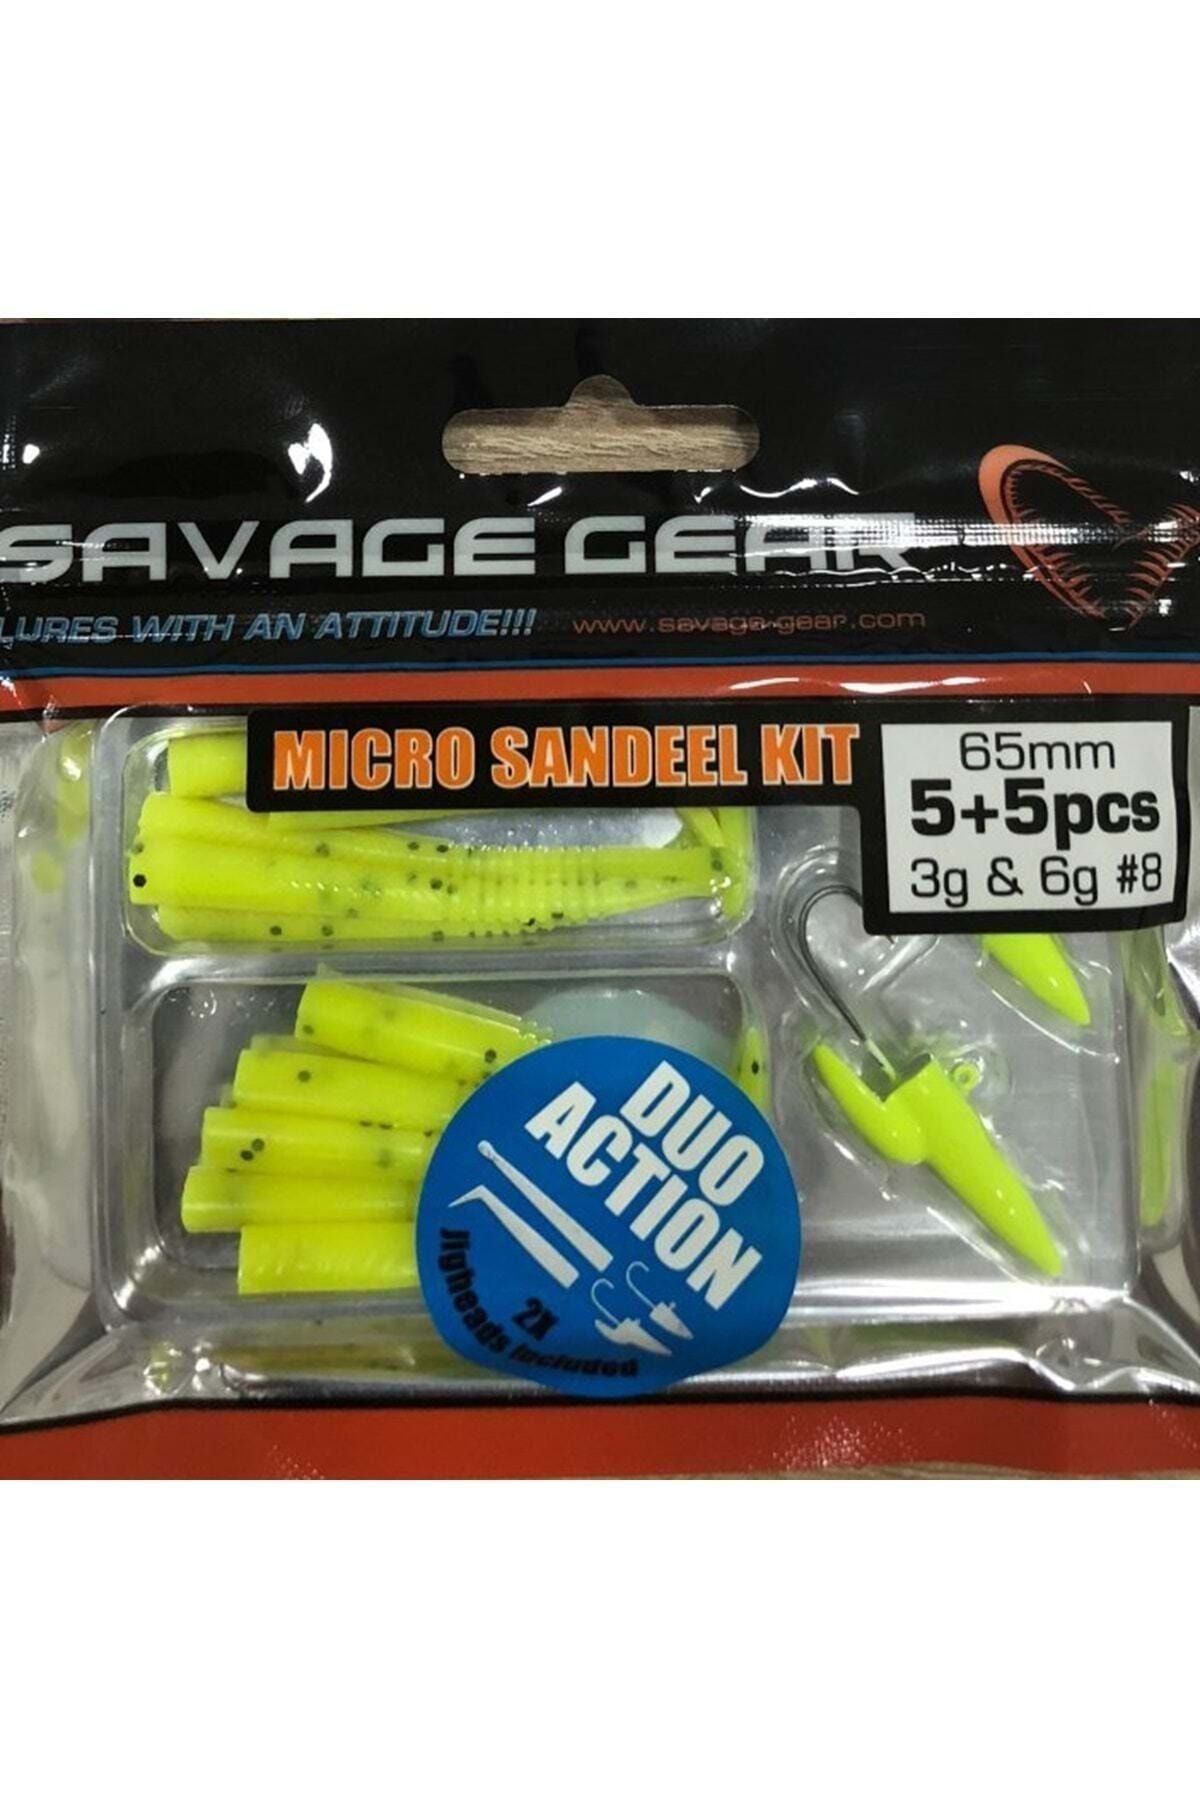 SAVAGE GEAR
LURES WITH AN ATTITUDE!!! www.savage-gear.com
MICRO SANDEEL KIT
65mm
5+5pcs
3g & 6g #8
DUO
ACTION
2X
Jigheads included